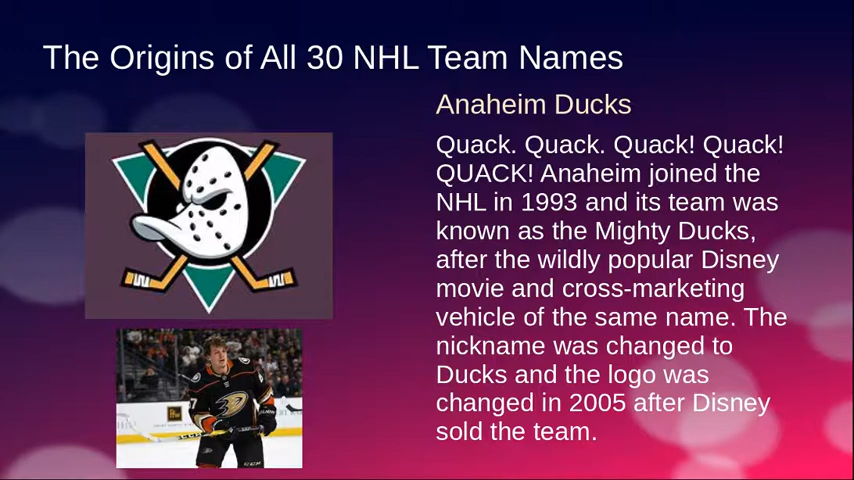 The Origins of All 30 NHL Team Names
Anaheim Ducks
Quack. Quack. Quack! Quack!
QUACK! Anaheim joined the
NHL in 1993 and its team was
known as the Mighty Ducks,
after the wildly popular Disney
movie and cross-marketing
vehicle of the same name. The
nickname was changed to
Ducks and the logo was
changed in 2005 after Disney
sold the team.